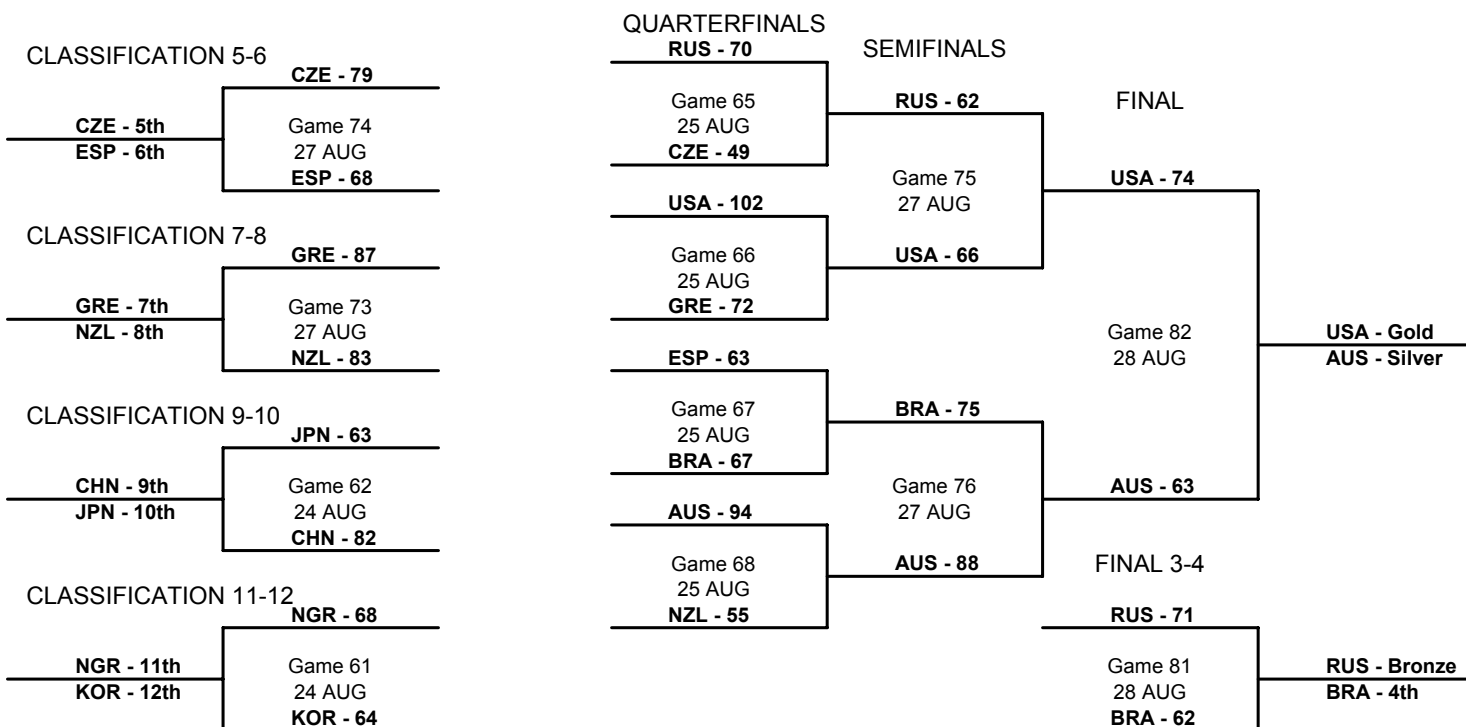 CLASSIFICATION 5-6
CZE - 79
CZE - 5th
ESP - 6th
Game 74
27 AUG
ESP - 68
CLASSIFICATION 7-8
GRE - 87
GRE - 7th
NZL - 8th
Game 73
27 AUG
NZL - 83
CLASSIFICATION 9-10
JPN - 63
CHN - 9th
JPN - 10th
Game 62
24 AUG
CHN - 82
CLASSIFICATION 11-12
NGR - 68
NGR - 11th
KOR - 12th
Game 61
24 AUG
KOR - 64
QUARTERFINALS
RUS - 70
Game 65
25 AUG
CZE - 49
USA - 102
Game 66
25 AUG
GRE - 72
ESP - 63
Game 67
25 AUG
BRA - 67
AUS - 94
Game 68
25 AUG
NZL - 55
SEMIFINALS
RUS - 62
Game 75
27 AUG
USA - 66
BRA - 75
Game 76
27 AUG
AUS - 88
FINAL
USA - 74
Game 82
28 AUG
AUS - 63
USA - Gold
AUS - Silver
FINAL 3-4
RUS - 71
Game 81
28 AUG
BRA - 62
RUS - Bronze
BRA - 4th